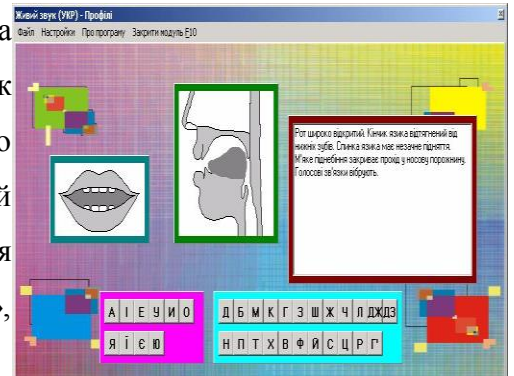 Живий звук (УКР) - Профілі
Файл Настройки Про програму Закрити модуль F10
а
к
о
й
я
»,
Рот широко відкритий. Кінчик язика відтягнений від
нижніх зубів. Спинка язика має незначне підняття.
М'яке піднебіння закриває прохід у носову порожнину.
Голосові зв'язки вібрують.
А І Е У И О
Я Ї Є Ю
Д Б М К Г З Ш Ж Ч Л ДЖ ДЗ
Н П Т Х В Ф Й С Ц Р Ґ